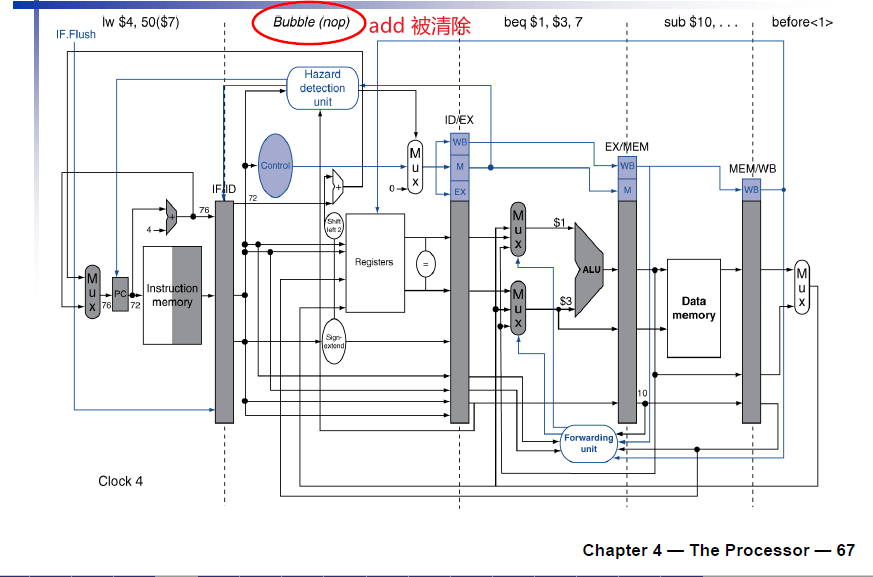 lw $4, 50($7)
Bubble (nop)
add 被清除
beq $1, $3, 7
sub $10, . . .
before<1>
IF.Flush
Hazard
detection
unit
ID/EX
WB
EX/MEM
Control
M
u
x
M
WB
MEM/WB
0
EX
M
WB
IF/ID
72
+
76
+
4
Shift
left 2
M
u
x
$1
Registers
=
ALU
M
u
x
PC
76
72
Instruction
memory
M
u
x
$3
Data
memory
M
u
x
Sign-
extend
10
Forwarding
unit
Clock 4
Chapter 4 — The Processor — 67